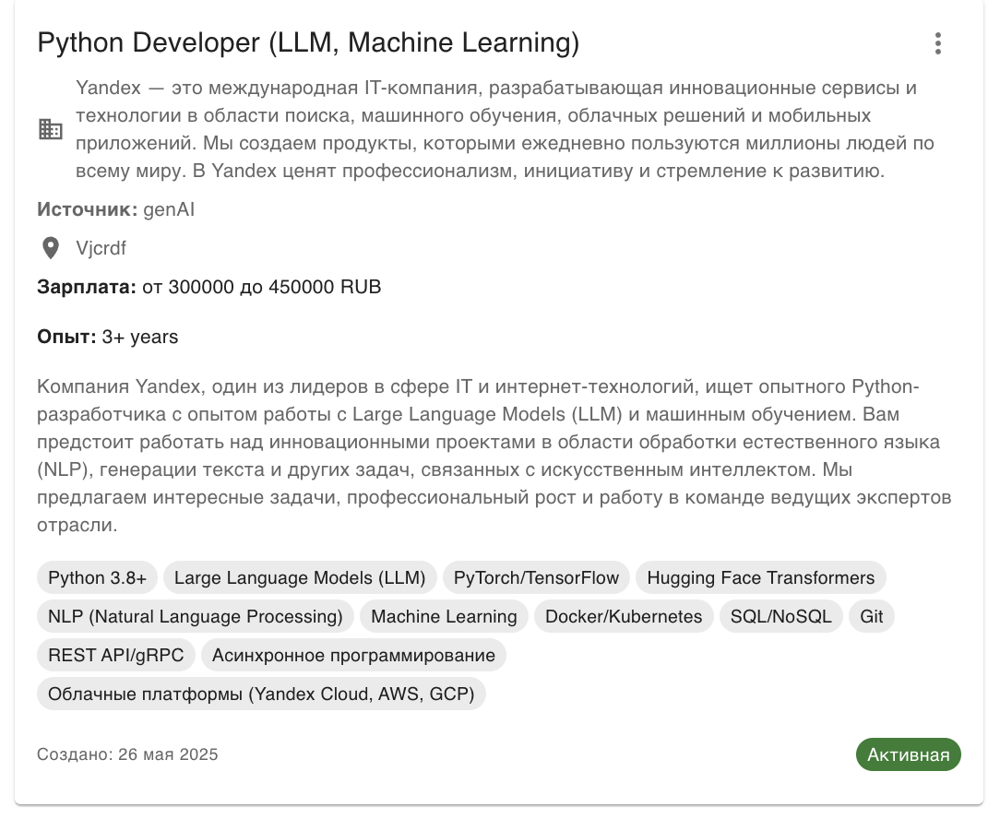 Python Developer (LLM, Machine Learning)
Yandex — это международная IT-компания, разрабатывающая инновационные сервисы и
технологии в области поиска, машинного обучения, облачных решений и мобильных
приложений. Мы создаем продукты, которыми ежедневно пользуются миллионы людей по
всему миру. В Yandex ценят профессионализм, инициативу и стремление к развитию.
Источник: genAI
Vjcrdf
Зарплата: от 300000 до 450000 RUB
Опыт: 3+ years
Компания Yandex, один из лидеров в сфере IT и интернет-технологий, ищет опытного Python-
разработчика с опытом работы с Large Language Models (LLM) и машинным обучением. Вам
предстоит работать над инновационными проектами в области обработки естественного языка
(NLP), генерации текста и других задач, связанных с искусственным интеллектом. Мы
предлагаем интересные задачи, профессиональный рост и работу в команде ведущих экспертов
отрасли.
Python 3.8+ Large Language Models (LLM) PyTorch/TensorFlow Hugging Face Transformers
NLP (Natural Language Processing) Machine Learning Docker/Kubernetes SQL/NoSQL Git
REST API/gRPC Асинхронное программирование
Облачные платформы (Yandex Cloud, AWS, GCP)
Создано: 26 мая 2025 Активная